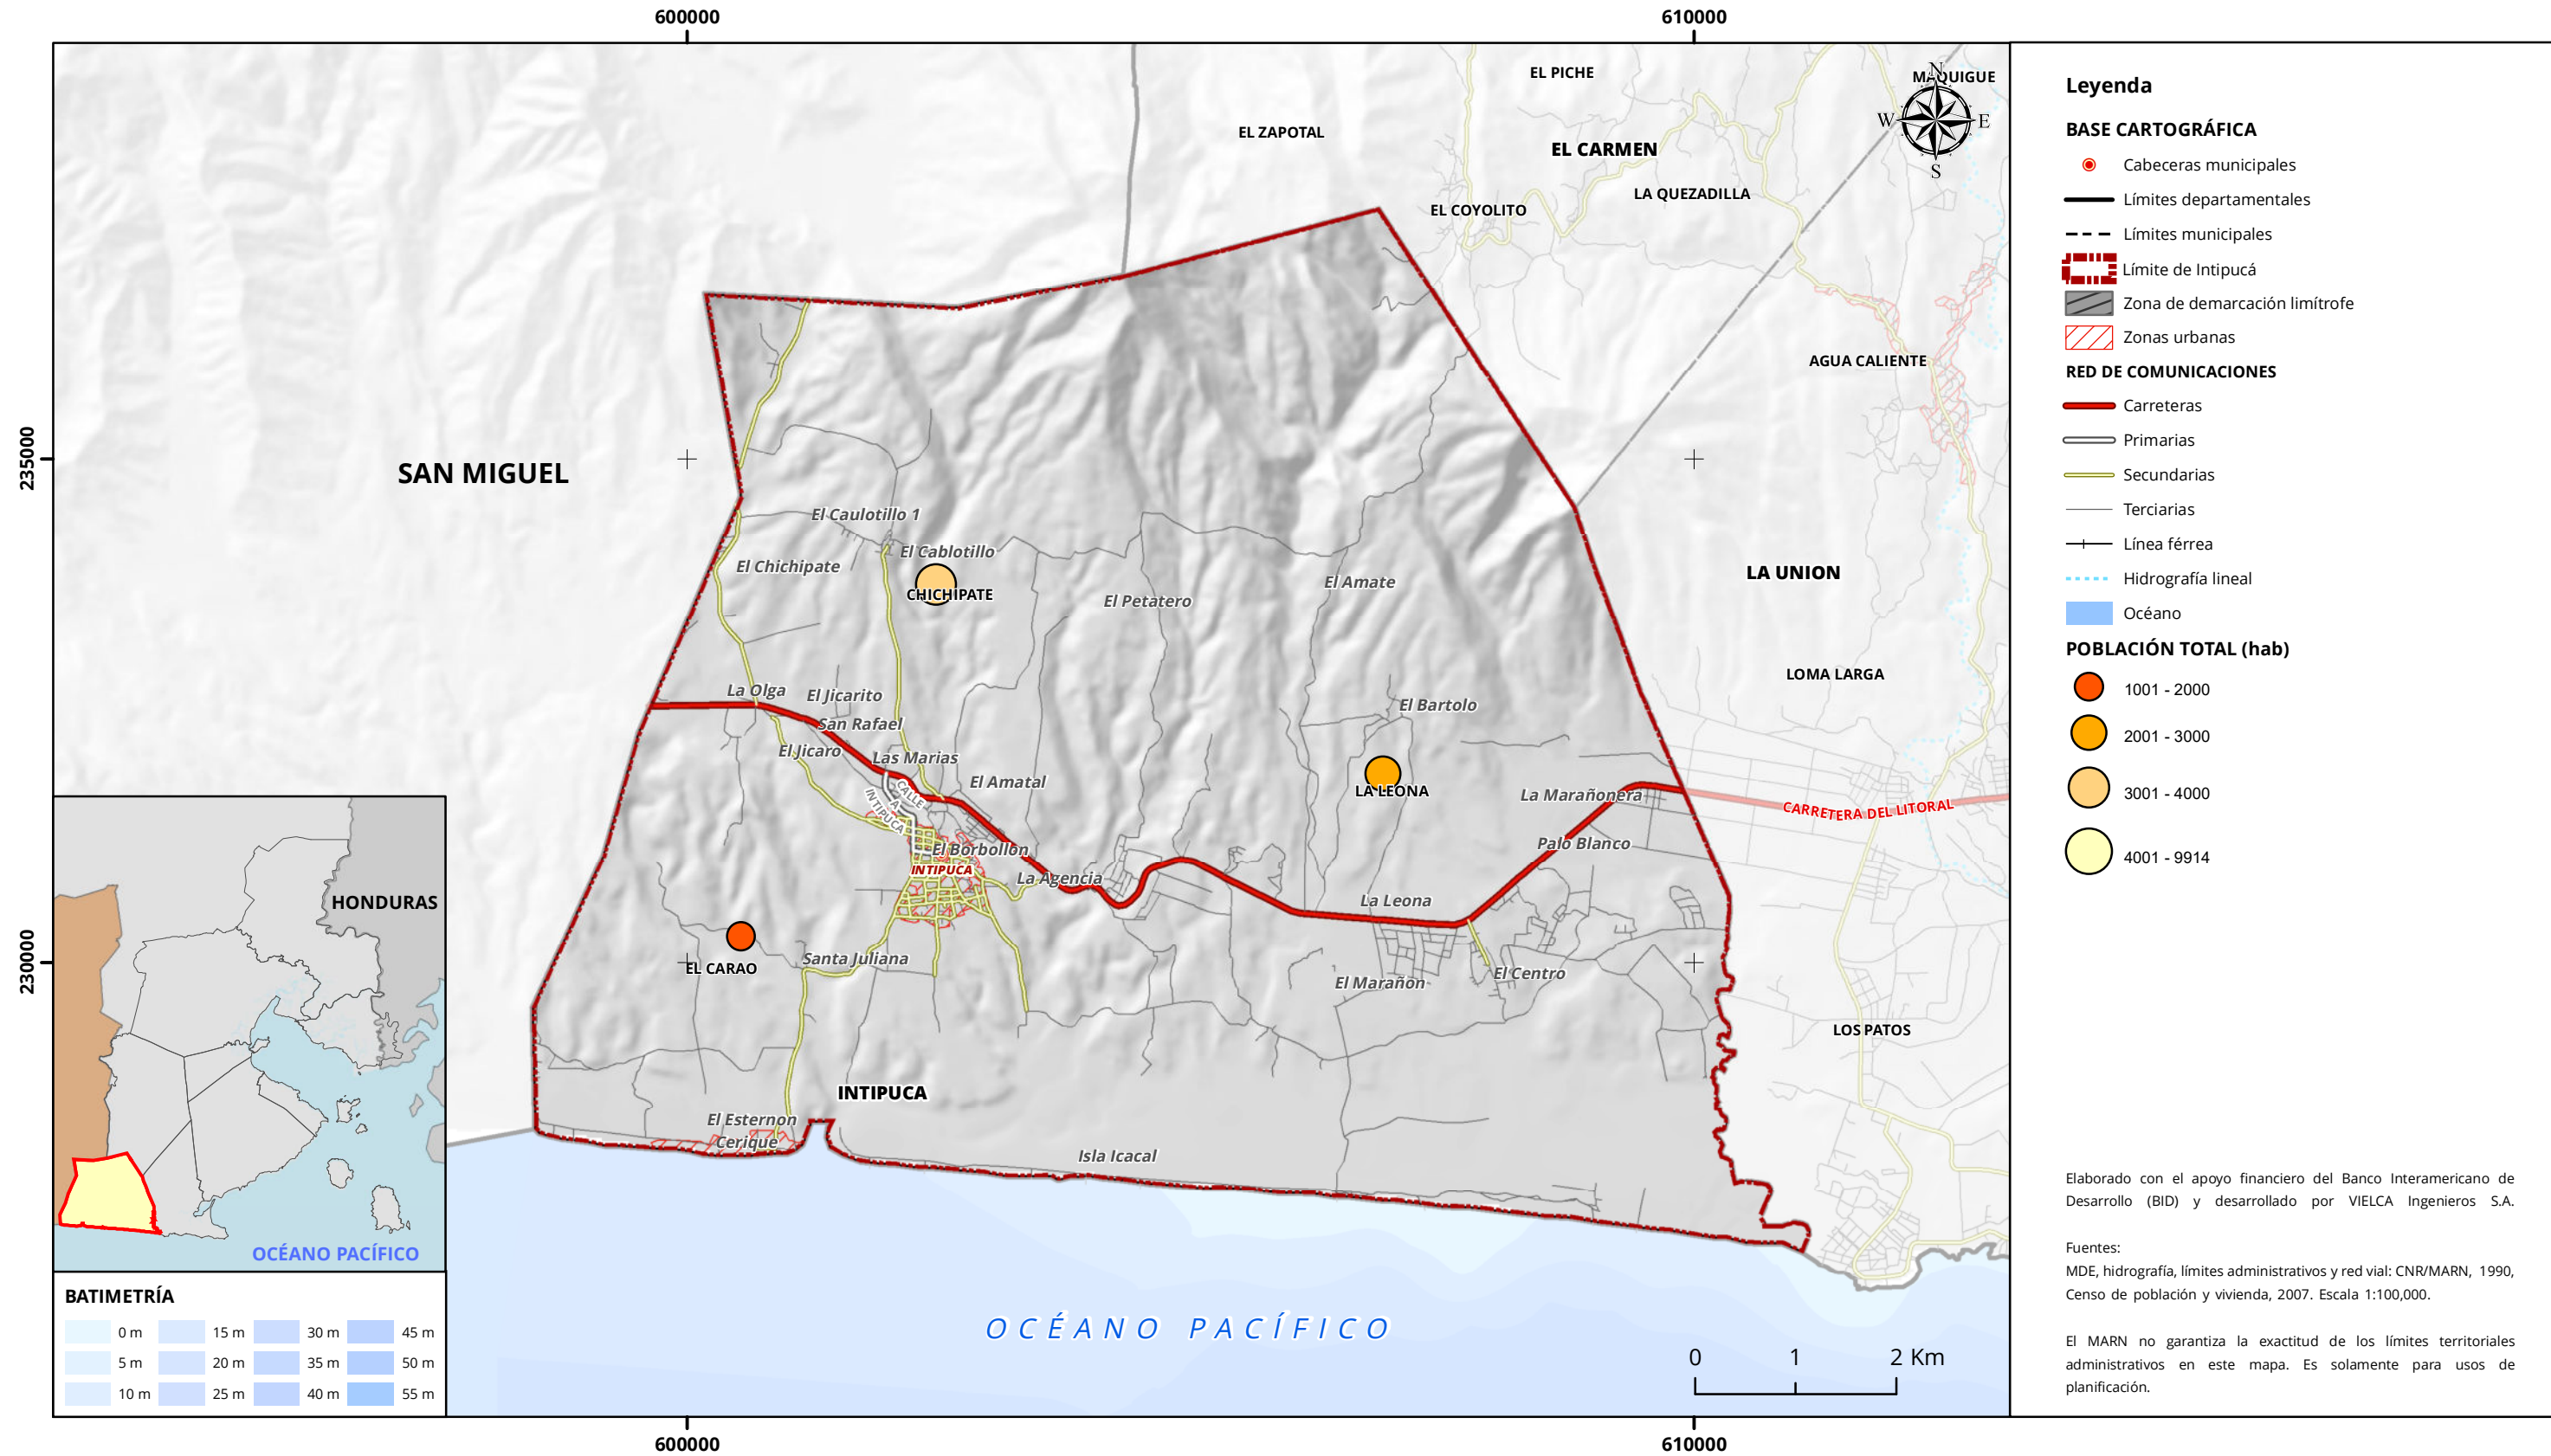 600000
610000
EL PICHE
MAQUIGUE
N
W
E
S
EL ZAPOTAL
EL CARMEN
LA QUEZADILLA
EL COYOLITO
AGUA CALIENTE
235000
SAN MIGUEL
El Caulotillo 1
El Cablotillo
El Chichipate
CHICHIPATE
El Petatero
El Amate
LA UNION
LOMA LARGA
La Olga
El Jicarito
San Rafael
El Bartolo
El Jicaro
Las Marias
El Amatal
LA LEONA
La Marañonera
CALLE
A
INTIPUCA
CARRETERA DEL LITORAL
Palo Blanco
El Borbollon
INTIPUCA
La Agencia
La Leona
230000
EL CARAO
Santa Juliana
El Marañon
El Centro
LOS PATOS
INTIPUCA
El Esternon
Cerique
Isla Icacal
OCÉANO PACÍFICO
0 1 2 Km
600000
610000
HONDURAS
OCÉANO PACÍFICO
BATIMETRÍA
0 m 15 m 30 m 45 m
5 m 20 m 35 m 50 m
10 m 25 m 40 m 55 m
Leyenda
BASE CARTOGRÁFICA
Cabeceras municipales
Límites departamentales
Límites municipales
Límite de Intipucá
Zona de demarcación limítrofe
Zonas urbanas
RED DE COMUNICACIONES
Carreteras
Primarias
Secundarias
Terciarias
Línea férrea
Hidrografía lineal
Océano
POBLACIÓN TOTAL (hab)
1001 - 2000
2001 - 3000
3001 - 4000
4001 - 9914
Elaborado con el apoyo financiero del Banco Interamericano de
Desarrollo (BID) y desarrollado por VIELCA Ingenieros S.A.
Fuentes:
MDE, hidrografía, límites administrativos y red vial: CNR/MARN, 1990,
Censo de población y vivienda, 2007. Escala 1:100,000.
El MARN no garantiza la exactitud de los límites territoriales
administrativos en este mapa. Es solamente para usos de
planificación.